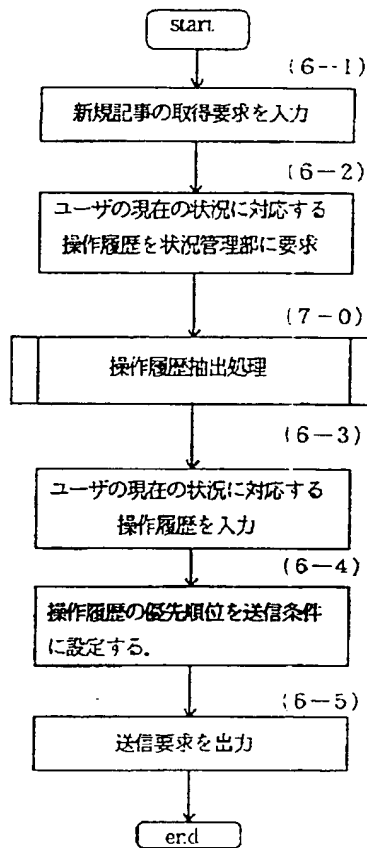 start
(6-1)
新規記事の取得要求を入力
(6-2)
ユーザの現在の状況に対応する
操作履歴を状況管理部に要求
(7-0)
操作履歴抽出処理
(6-3)
ユーザの現在の状況に対応する
操作履歴を入力
(6-4)
操作履歴の優先順位を送信条件
に設定する.
(6-5)
送信要求を出力
end